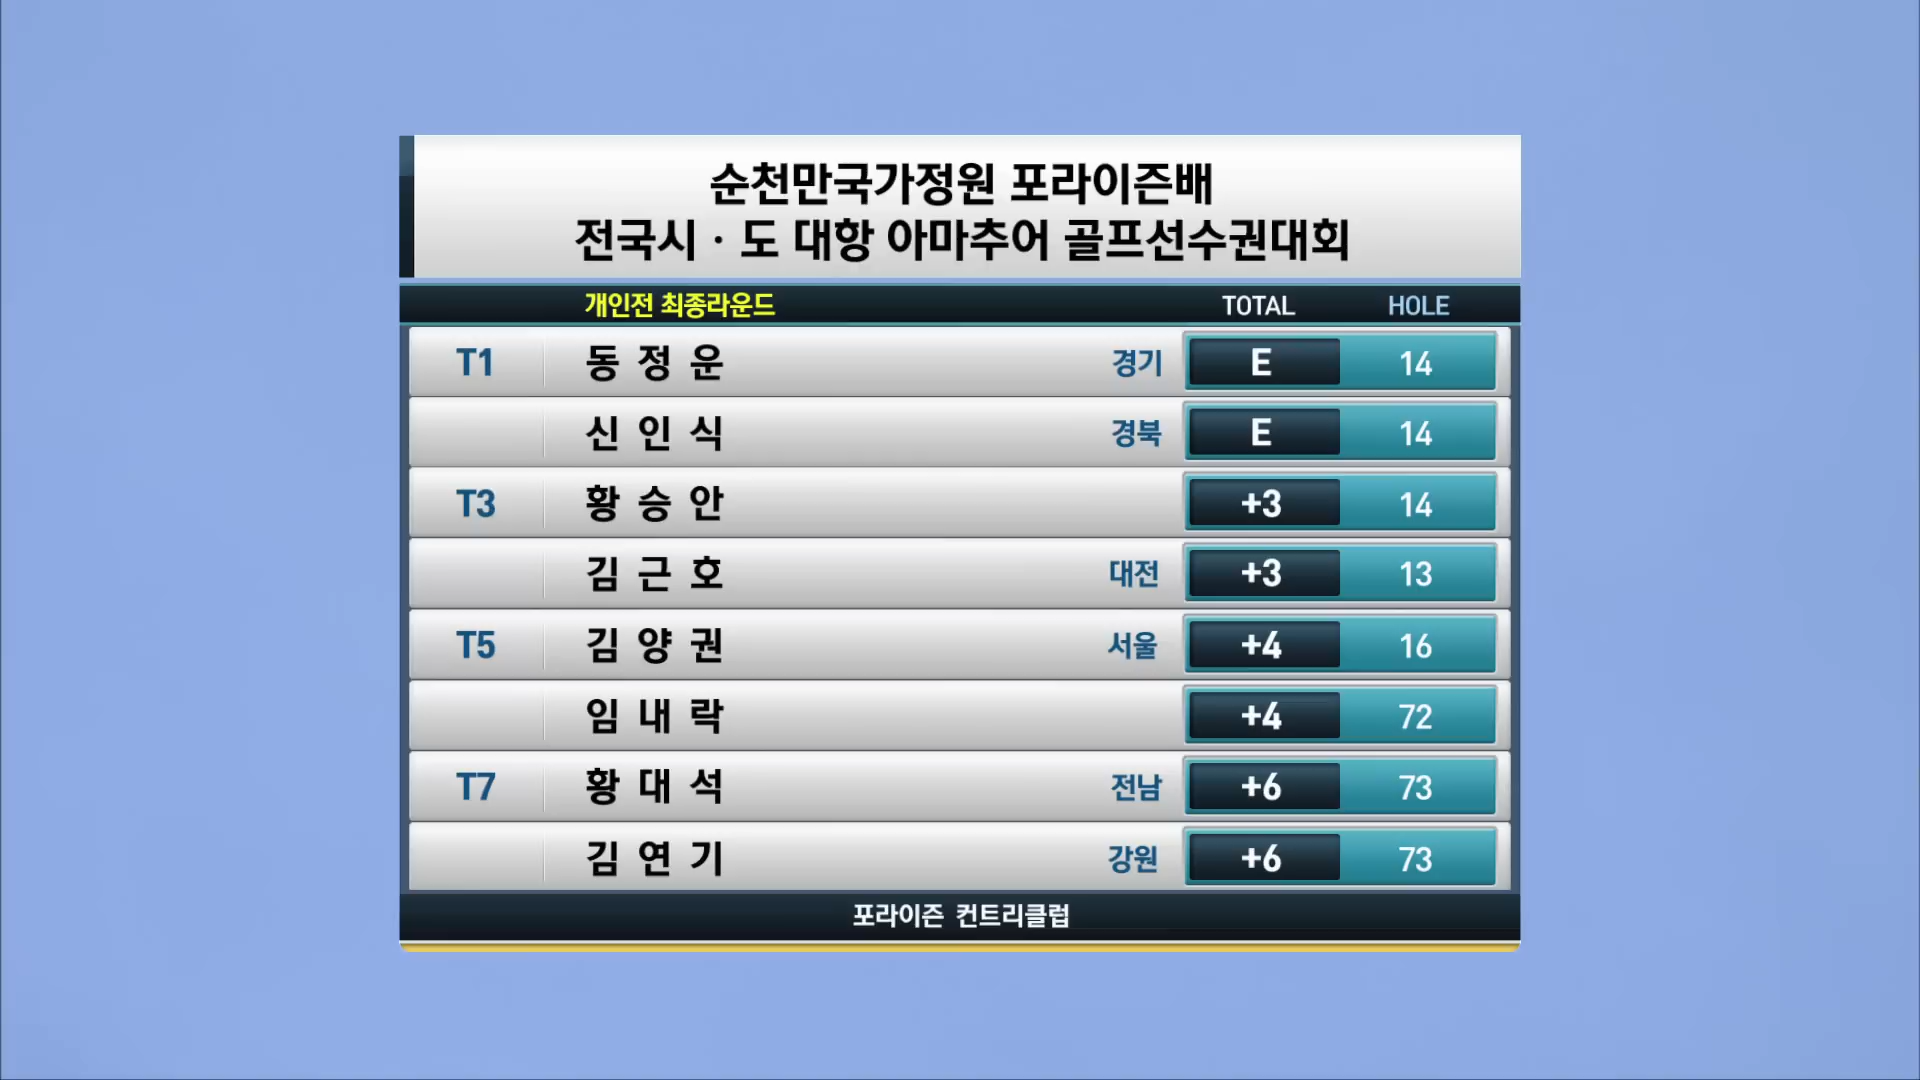 순천만국가정원 포라이즌배
전국시 · 도 대항 아마추어 골프선수권대회
개인전 최종라운드 TOTAL HOLE
T1 동정운 경기 E 14
신인식 경북 E 14
T3 황승안 +3 14
김근호 대전 +3 13
T5 김양권 서울 +4 16
임내락 +4 72
T7 황대석 전남 +6 73
김연기 강원 +6 73
포라이즌 컨트리클럽